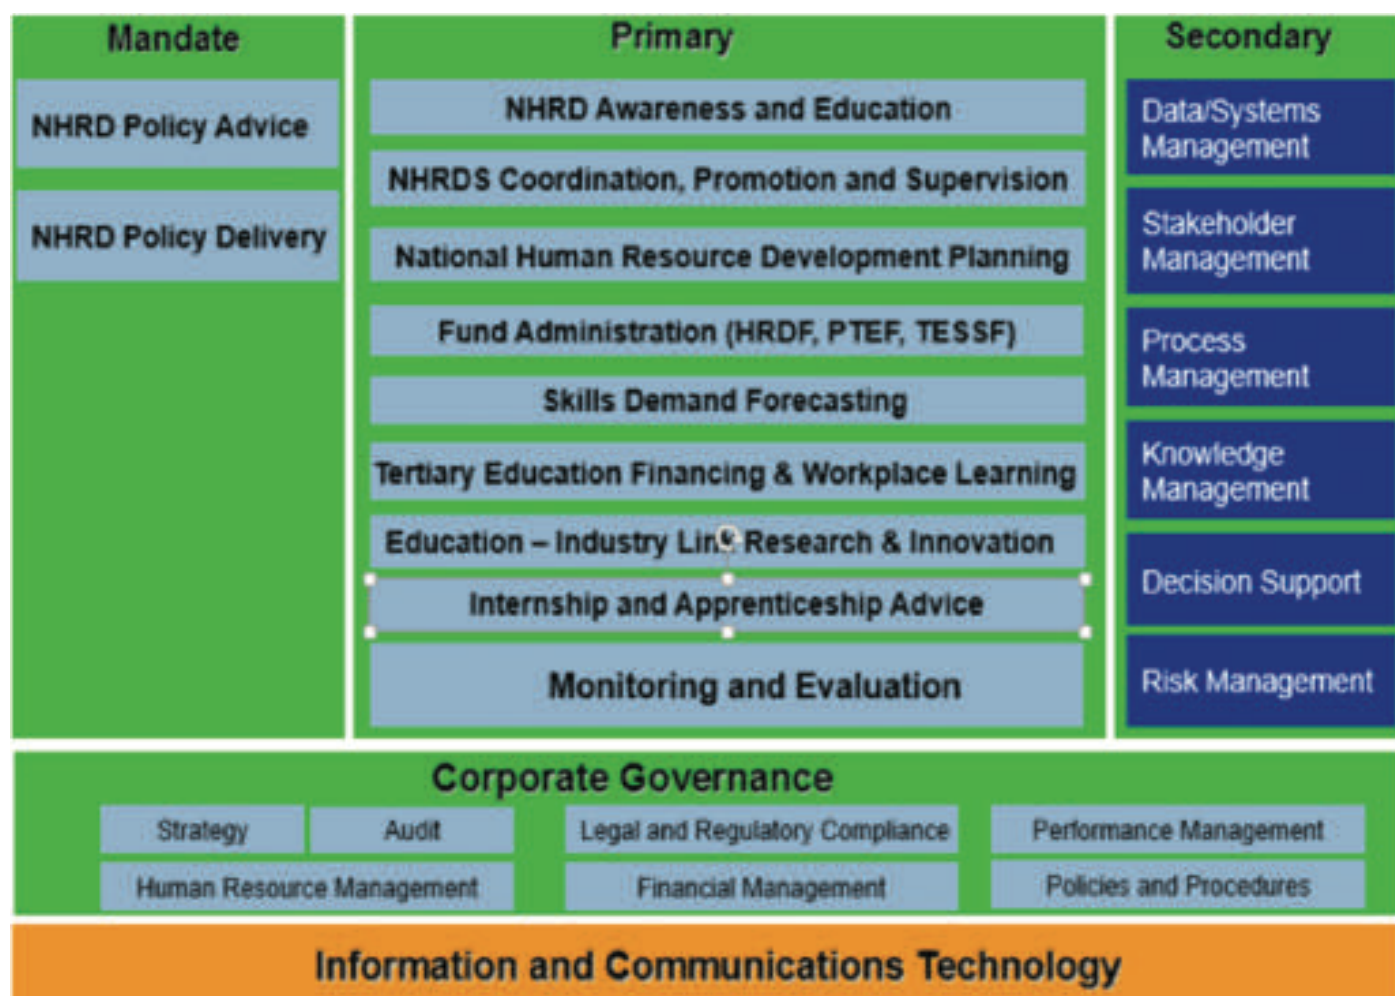 Mandate
NHRD Policy Advice
NHRD Policy Delivery
Primary
NHRD Awareness and Education
NHRDS Coordination, Promotion and Supervision
National Human Resource Development Planning
Fund Administration (HRDF, PTEF, TESSF)
Skills Demand Forecasting
Tertiary Education Financing & Workplace Learning
Education – Industry Research & Innovation
Internship and Apprenticeship Advice
Monitoring and Evaluation
Secondary
Data/Systems
Management
Stakeholder
Management
Process
Management
Knowledge
Management
Decision Support
Risk Management
Corporate Governance
Strategy
Audit
Legal and Regulatory Compliance
Performance Management
Human Resource Management
Financial Management
Policies and Procedures
Information and Communications Technology